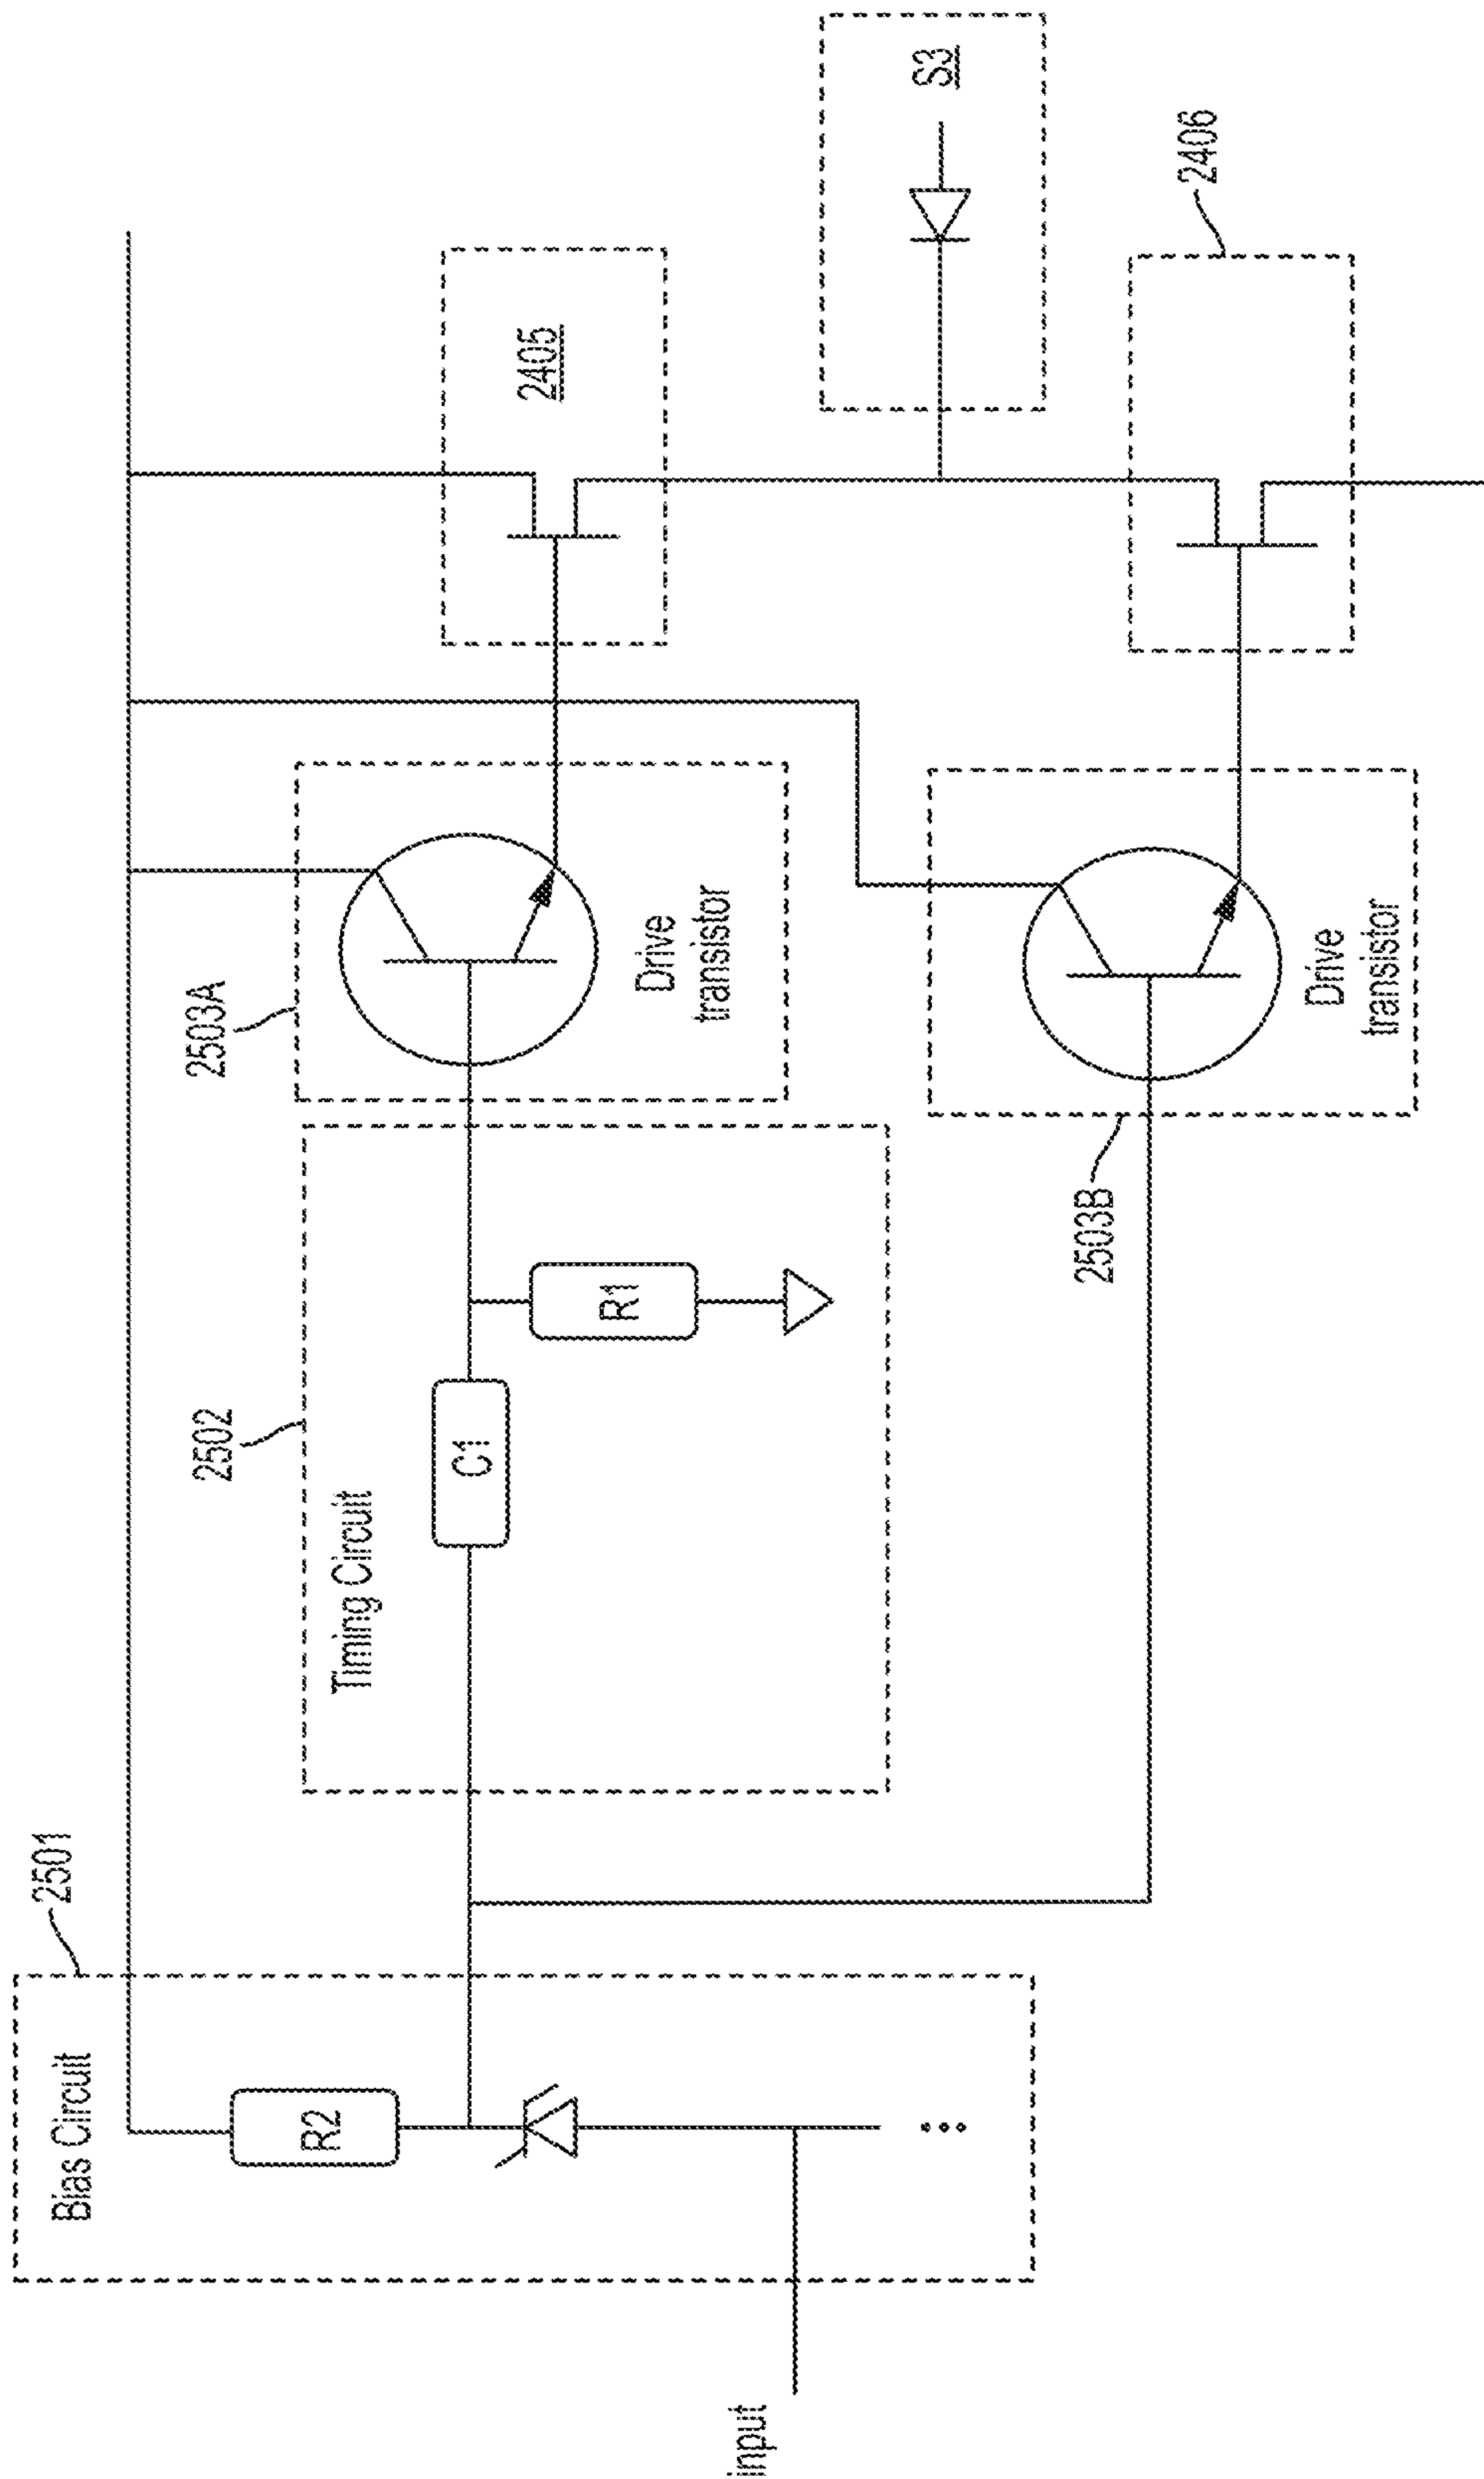 Bias Circuit
2501
R2
input
Timing Circuit
2502
C1
R1
2503A
Drive
transistor
2503B
Drive
transistor
2405
S3
2406